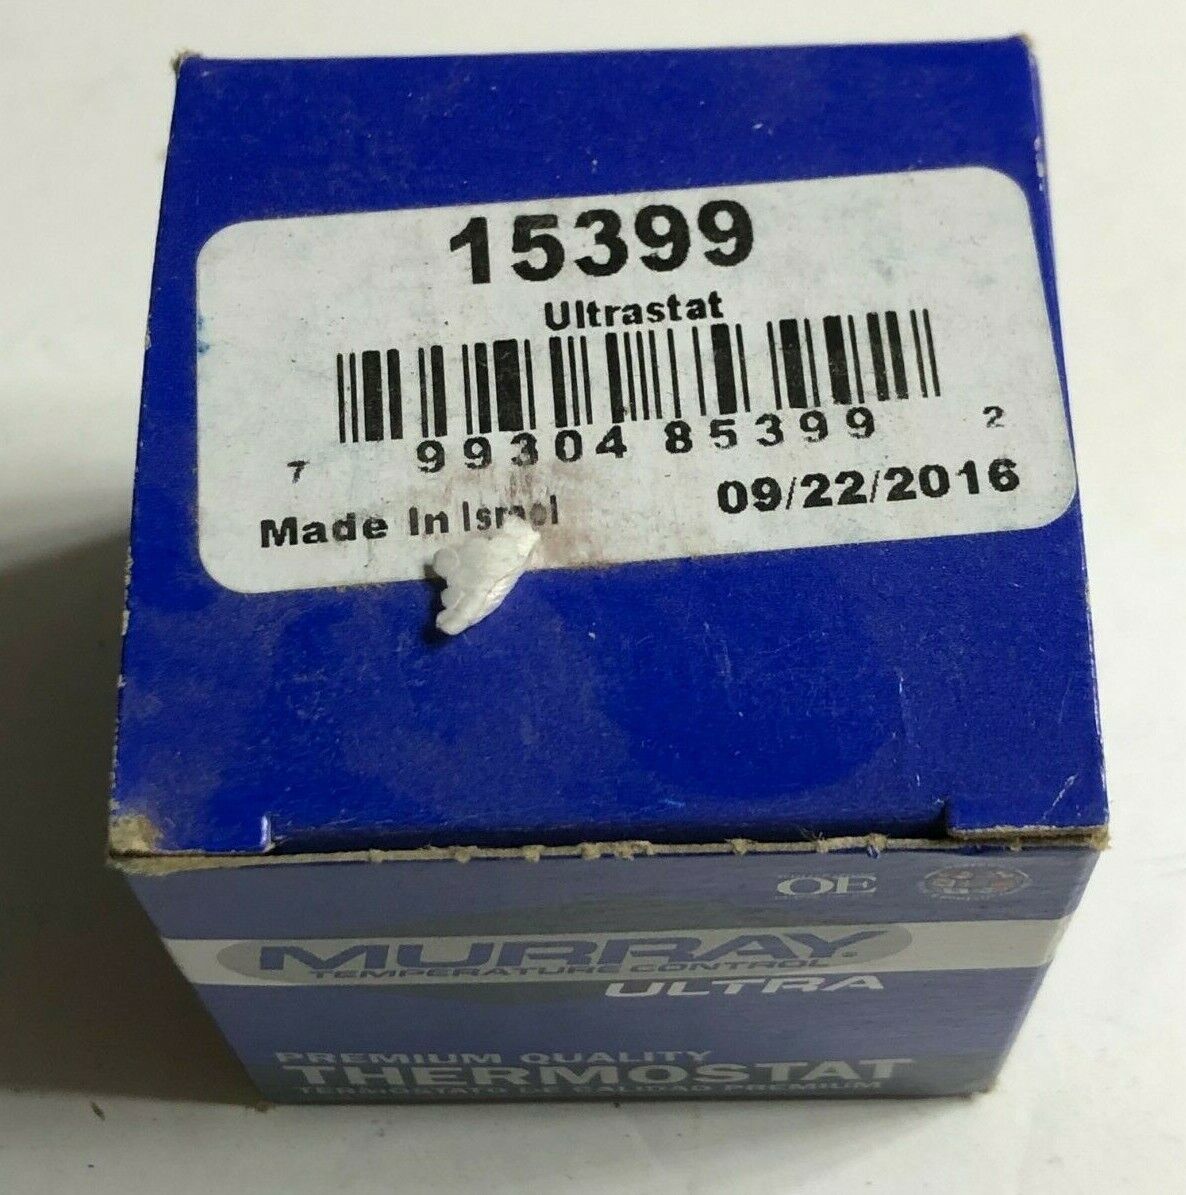 15399
Ultrastat
7 99304 85399 2
Made In Israel
09/22/2016
OE
MURRAY®
TEMPERATURE CONTROL
ULTRA
PREMIUM QUALITY
THERMOSTAT
TERMOSTATO DE CALIDAD PREMIUM